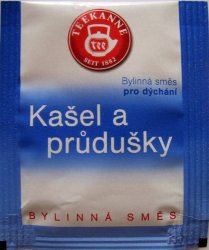 TEEKANNE
SEIT 1882
Bylinná směs
pro dýchání
Kašel a
průdušky
BYLINNÁ SMĚS